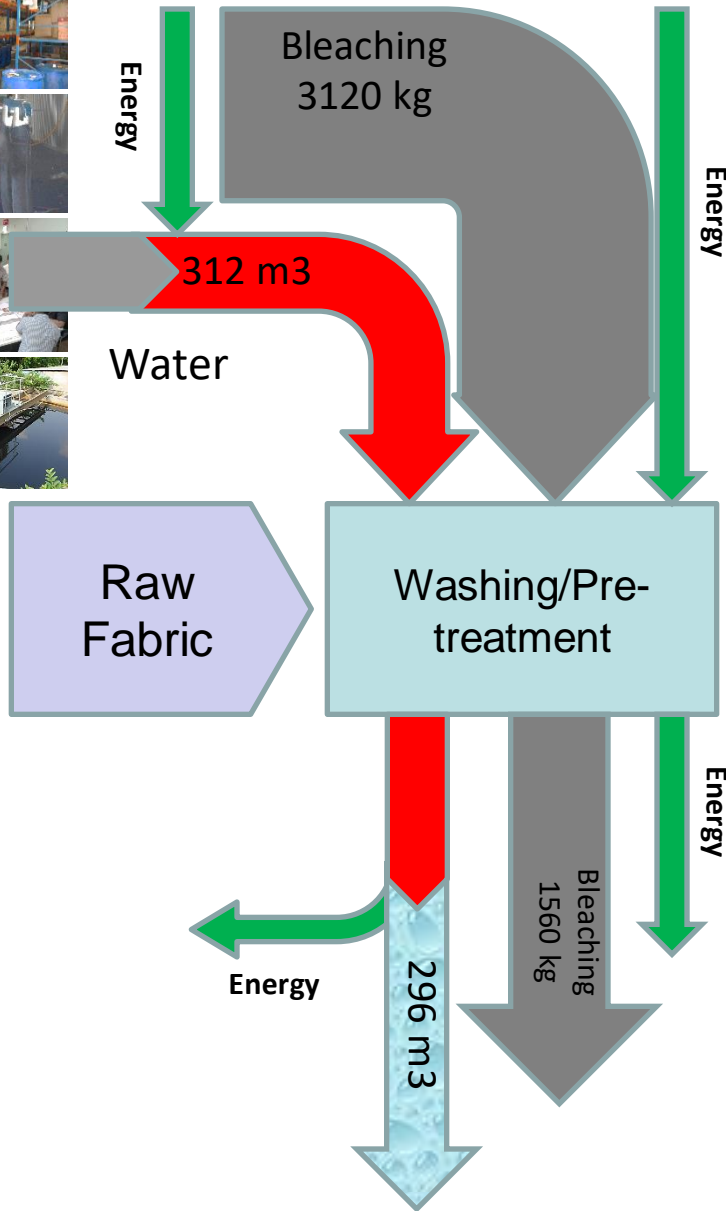 Bleaching
3120 kg
Energy
Energy
312 m3
Water
Raw
Fabric
Washing/Pre-
treatment
Energy
Bleaching
1560 kg
Energy
296 m3